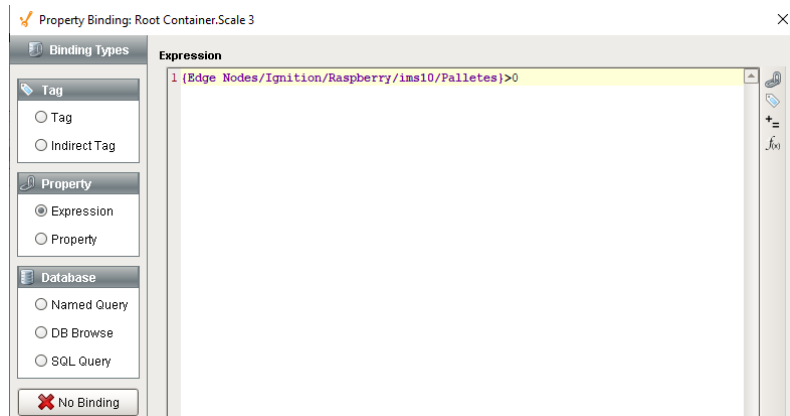 Property Binding: Root Container.Scale 3
Binding Types
Expression
1 {Edge Nodes/Ignition/Raspberry/ims10/Palletes}>0
Tag
Tag
Indirect Tag
Property
Expression
Property
Database
Named Query
DB Browse
SQL Query
No Binding
+=
f(x)